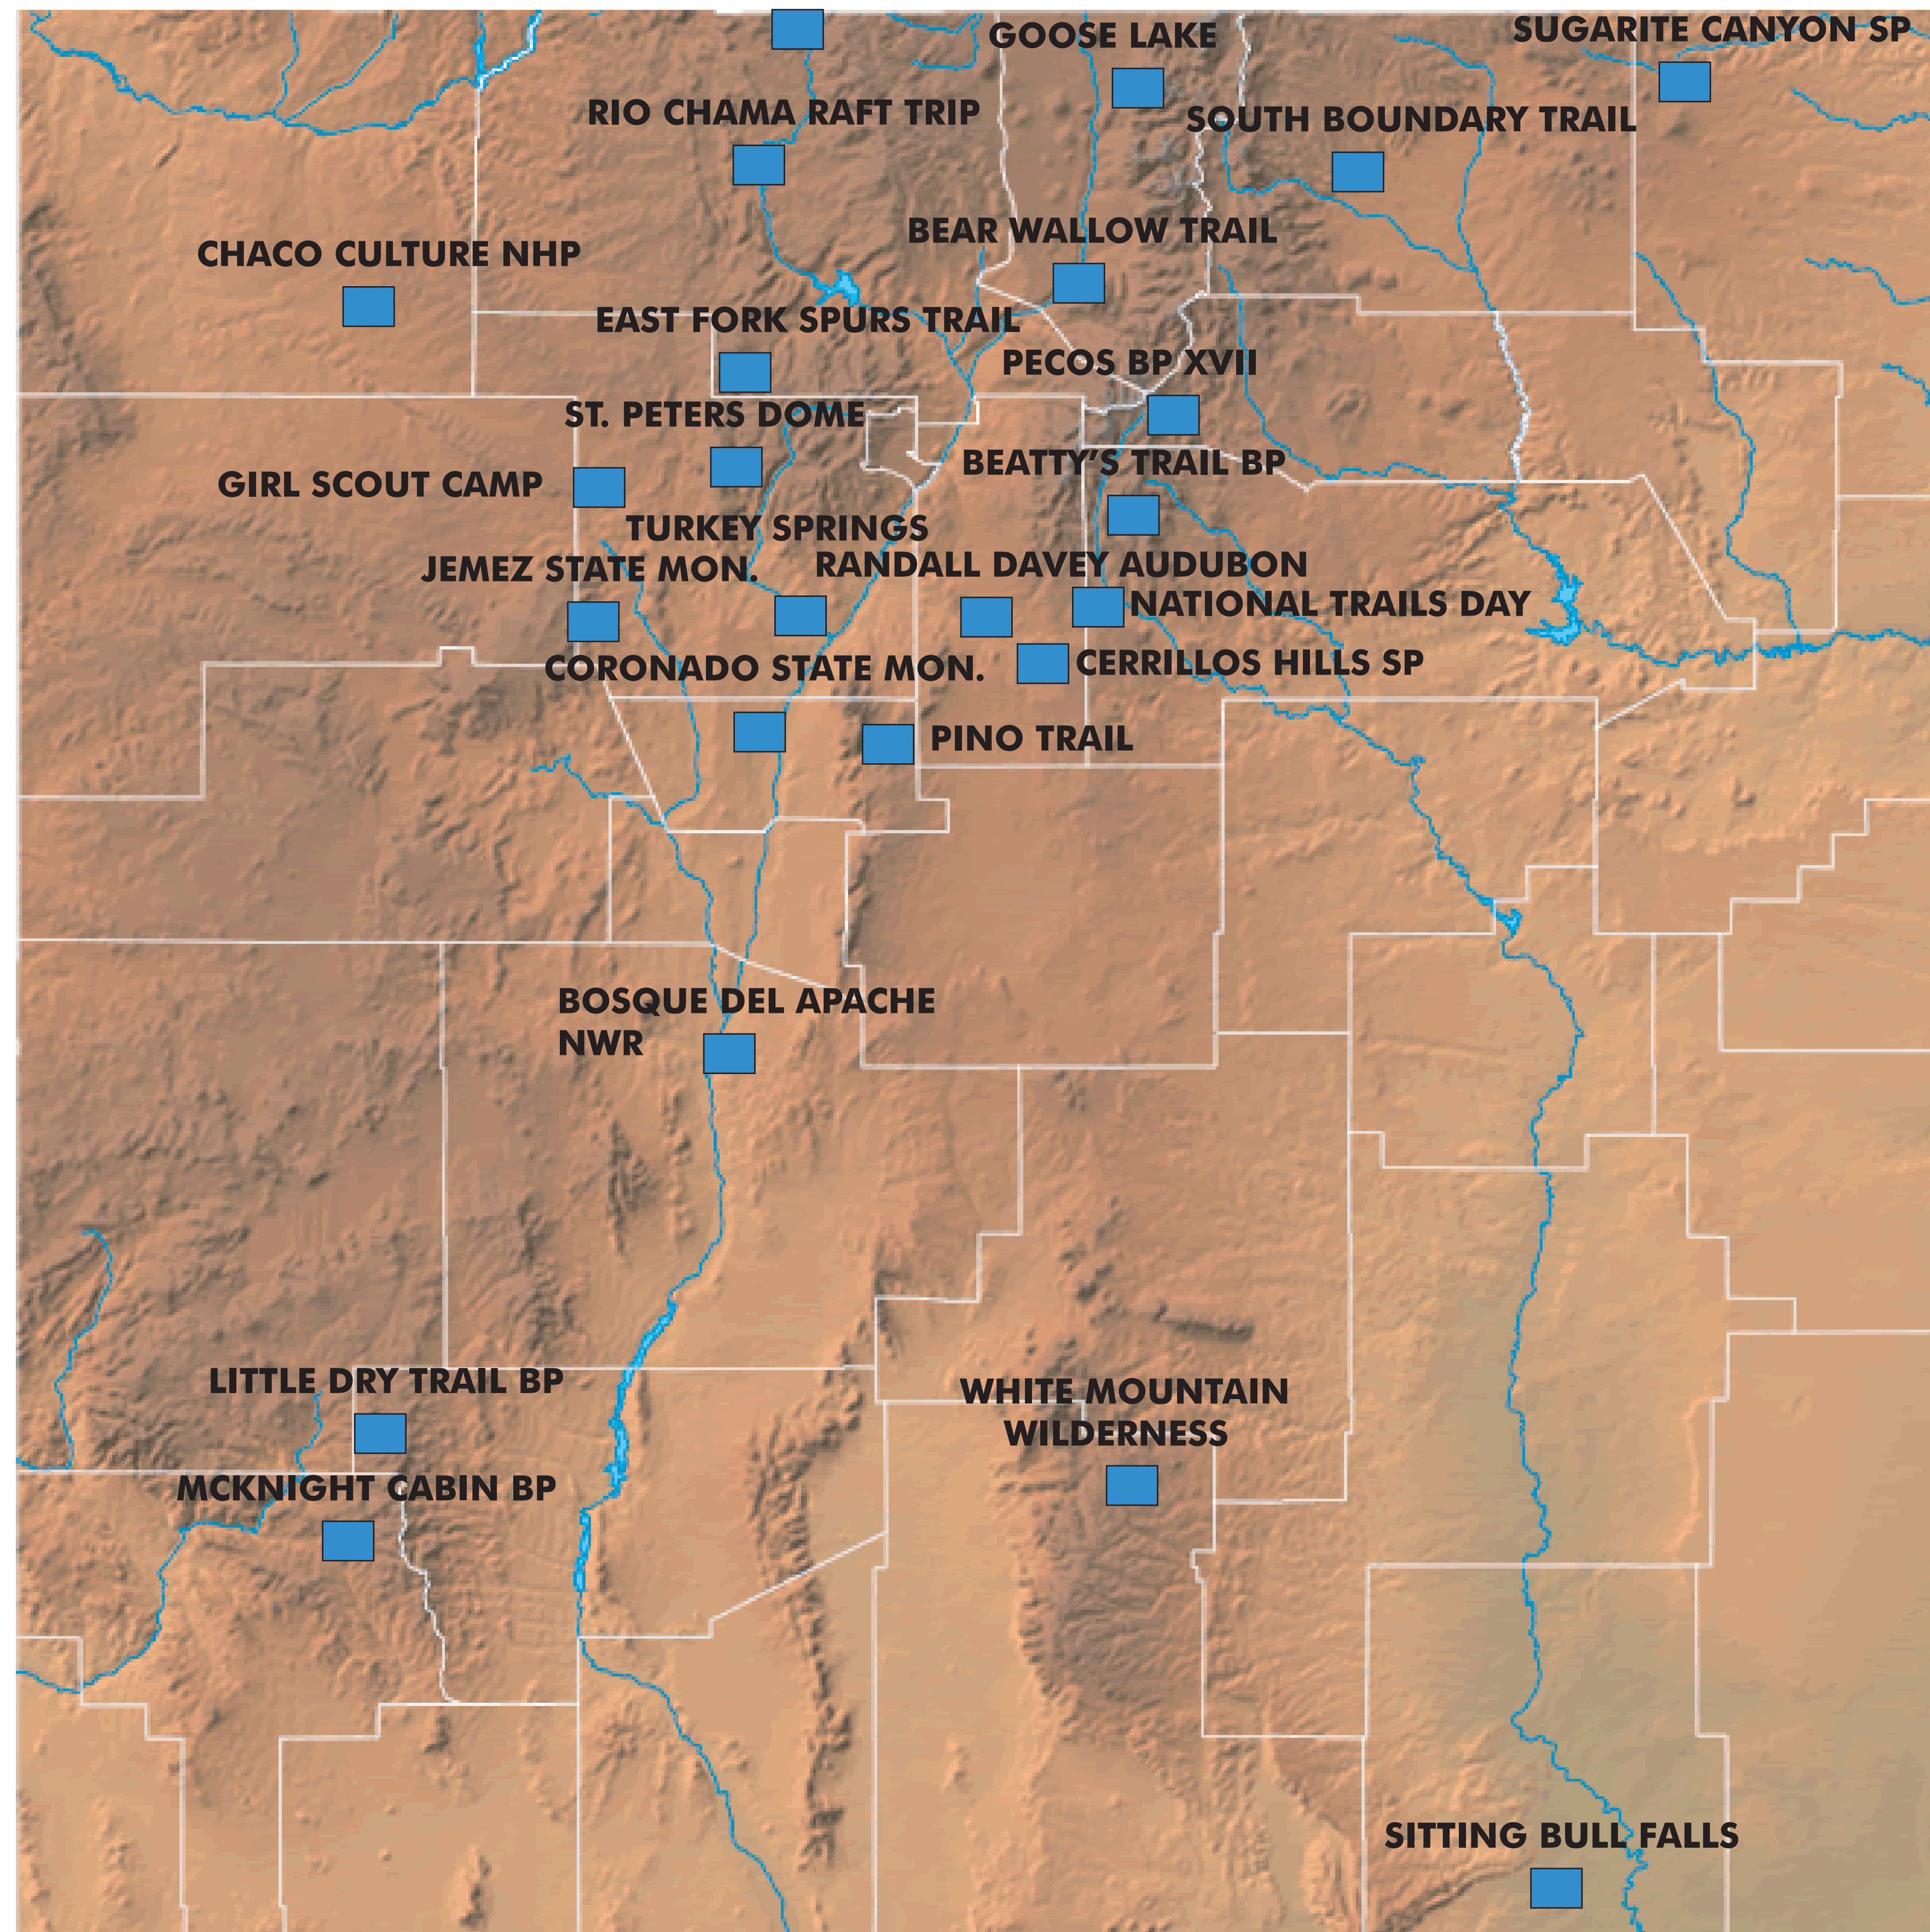 SUGARITE CANYON SP
GOOSE LAKE
RIO CHAMA RAFT TRIP
SOUTH BOUNDARY TRAIL
BEAR WALLOW TRAIL
CHACO CULTURE NHP
EAST FORK SPURS TRAIL
PECOS BP XVII
ST. PETERS DOME
BEATTY'S TRAIL BP
GIRL SCOUT CAMP
TURKEY SPRINGS
JEMEZ STATE MON.
RANDALL DAVEY AUDUBON
NATIONAL TRAILS DAY
CORONADO STATE MON.
CERRILLOS HILLS SP
PINO TRAIL
BOSQUE DEL APACHE
NWR
LITTLE DRY TRAIL BP
WHITE MOUNTAIN
WILDERNESS
MCKNIGHT CABIN BP
SITTING BULL FALLS